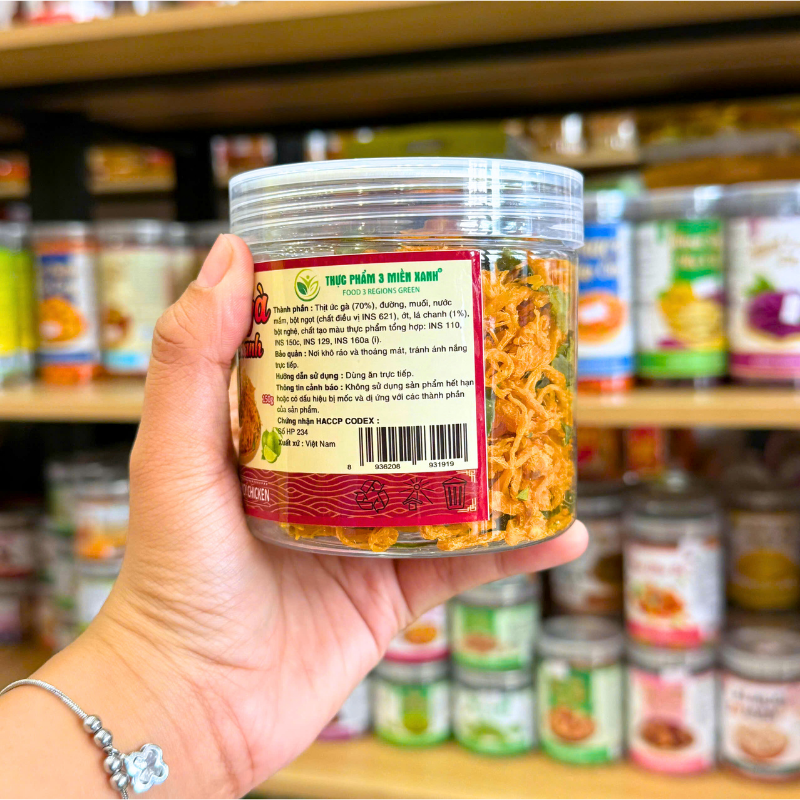 THỰC PHẨM 3 MIỀN XANH®
FOOD 3 REGIONS GREEN
Thành phần : Thịt ức gà (70%), đường, muối, nước
mắm, bột ngọt (chất điều vị INS 621), ớt, lá chanh (1%),
bột nghệ, chất tạo màu thực phẩm tổng hợp: INS 110,
INS 150c, INS 129, INS 160a (i).
Bảo quản : Nơi khô ráo và thoáng mát, tránh ánh nắng
trực tiếp.
Hướng dẫn sử dụng : Dùng ăn trực tiếp.
Thông tin cảnh báo : Không sử dụng sản phẩm hết hạn
hoặc có dấu hiệu bị mốc và dị ứng với các thành phần
của sản phẩm.
Chứng nhận HACCP CODEX :
Số HP 234
Xuất xứ : Việt Nam
8 936208 931919
250g
CHICKEN